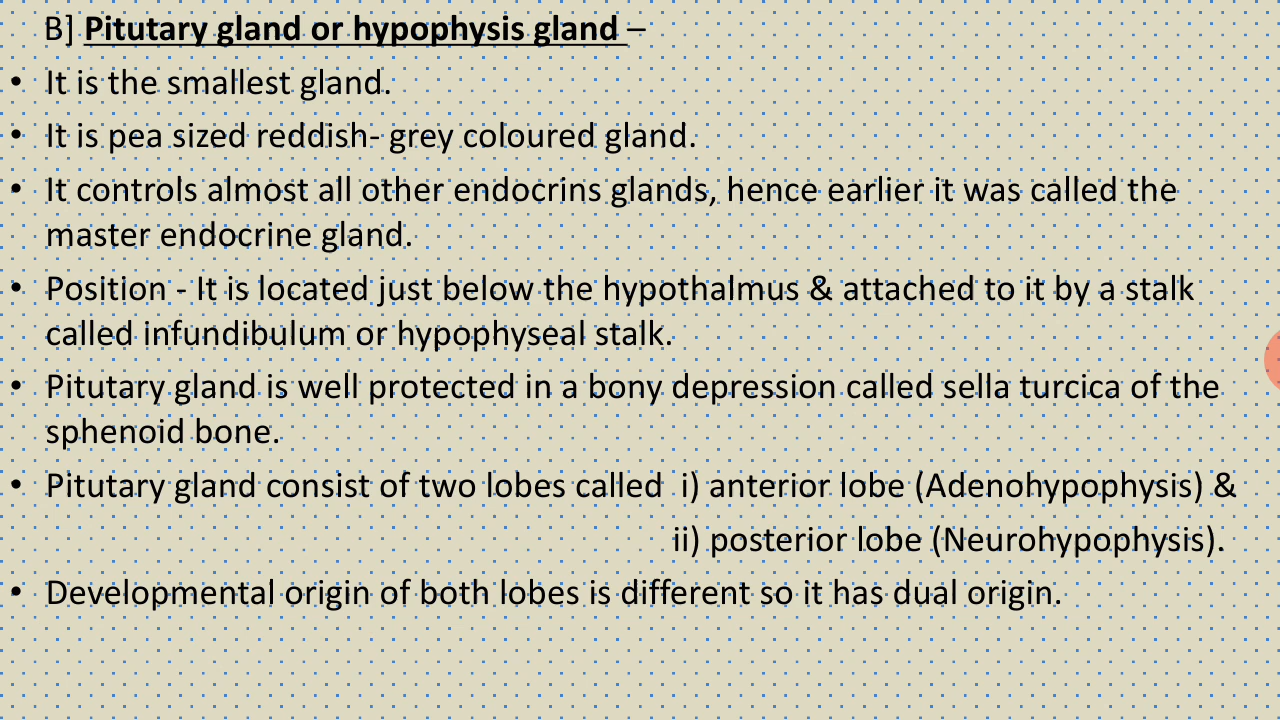 B] Pitutary gland or hypophysis gland –
• It is the smallest gland.
• It is pea sized reddish- grey coloured gland.
• It controls almost all other endocrins glands, hence earlier it was called the
master endocrine gland.
• Position - It is located just below the hypothalmus & attached to it by a stalk
called infundibulum or hypophyseal stalk.
• Pitutary gland is well protected in a bony depression called sella turcica of the
sphenoid bone.
• Pitutary gland consist of two lobes called  i) anterior lobe (Adenohypophysis) &
ii) posterior lobe (Neurohypophysis).
• Developmental origin of both lobes is different so it has dual origin.